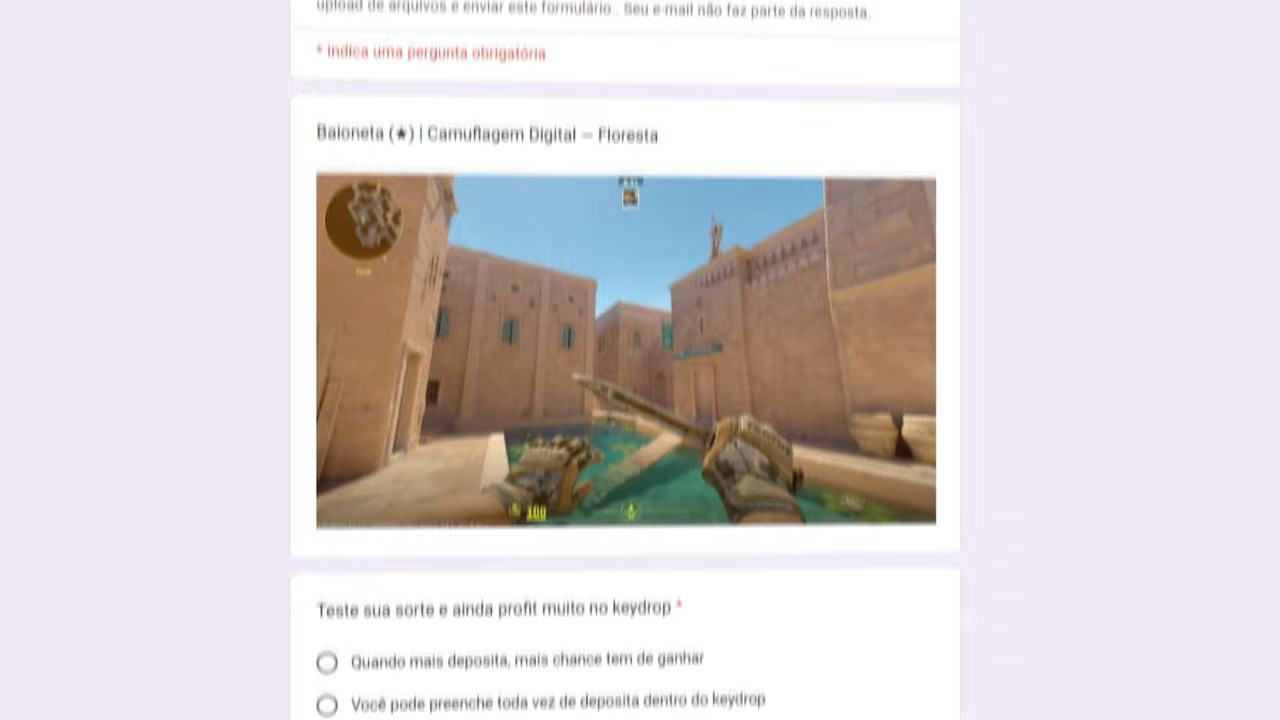 upload de arquivos e enviar este formulário.. Seu e-mail não faz parte da resposta.
* Indica uma pergunta obrigatória
Baioneta (★) | Camuflagem Digital – Floresta
100
Teste sua sorte e ainda profit muito no keydrop *
Quando mais deposita, mais chance tem de ganhar
Você pode preenche toda vez de deposita dentro do keydrop